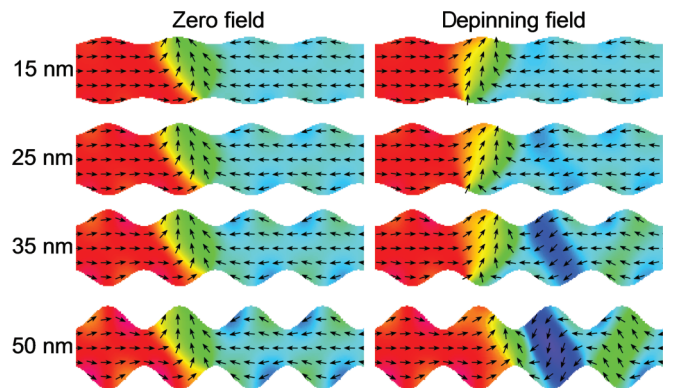 Zero field
Depinning field
15 nm
25 nm
35 nm
50 nm